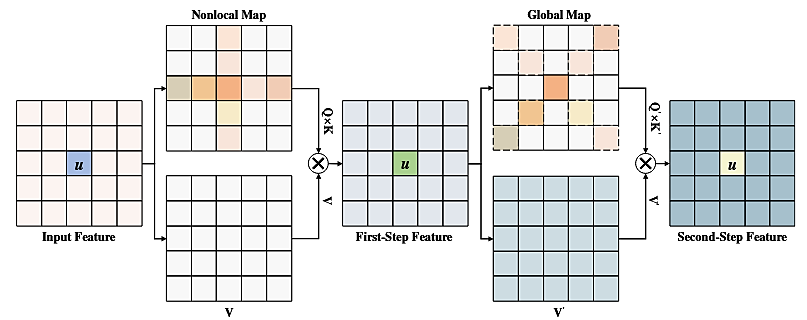 Nonlocal Map
Global Map
Q×K
Q'×K'
u
u
u
V
V'
Input Feature
First-Step Feature
Second-Step Feature
V
V'